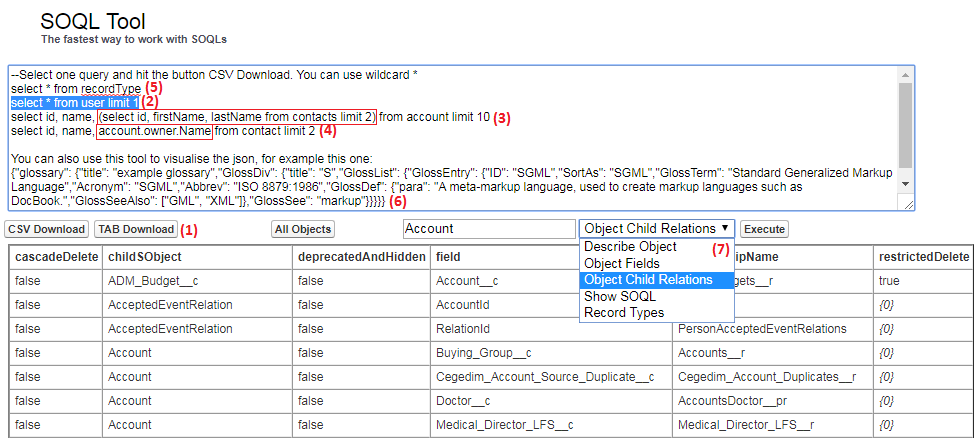 SOQL Tool
The fastest way to work with SOQLs
--Select one query and hit the button CSV Download. You can use wildcard *
select * from recordType (5)
select * from user limit 1 (2)
select id, name, (select id, firstName, lastName from contacts limit 2) from account limit 10 (3)
select id, name, account.owner.Name from contact limit 2 (4)
You can also use this tool to visualise the json, for example this one:
{"glossary": {"title": "example glossary","GlossDiv": {"title": "S","GlossList": {"GlossEntry": {"ID": "SGML","SortAs": "SGML","GlossTerm": "Standard Generalized Markup
Language","Acronym": "SGML","Abbrev": "ISO 8879:1986","GlossDef": {"para": "A meta-markup language, used to create markup languages such as
DocBook.","GlossSeeAlso": ["GML", "XML"]},"GlossSee": "markup"}}}}} (6)
CSV Download TAB Download (1) All Objects Account Object Child Relations Execute
Describe Object (7)
Object Fields
Object Child Relations
Show SOQL
Record Types
cascadeDelete childSObject deprecatedAndHidden field ipName restrictedDelete
false ADM_Budget__c false Account__c gets__r true
false AcceptedEventRelation false AccountId {0}
false AcceptedEventRelation false RelationId PersonAcceptedEventRelations {0}
false Account false Buying_Group__c Accounts__r {0}
false Account false Cegedim_Account_Source_Duplicate__c Cegedim_Account_Duplicates__r {0}
false Account false Doctor__c AccountsDoctor__pr {0}
false Account false Medical_Director_LFS__c Medical_Director_LFS__r {0}